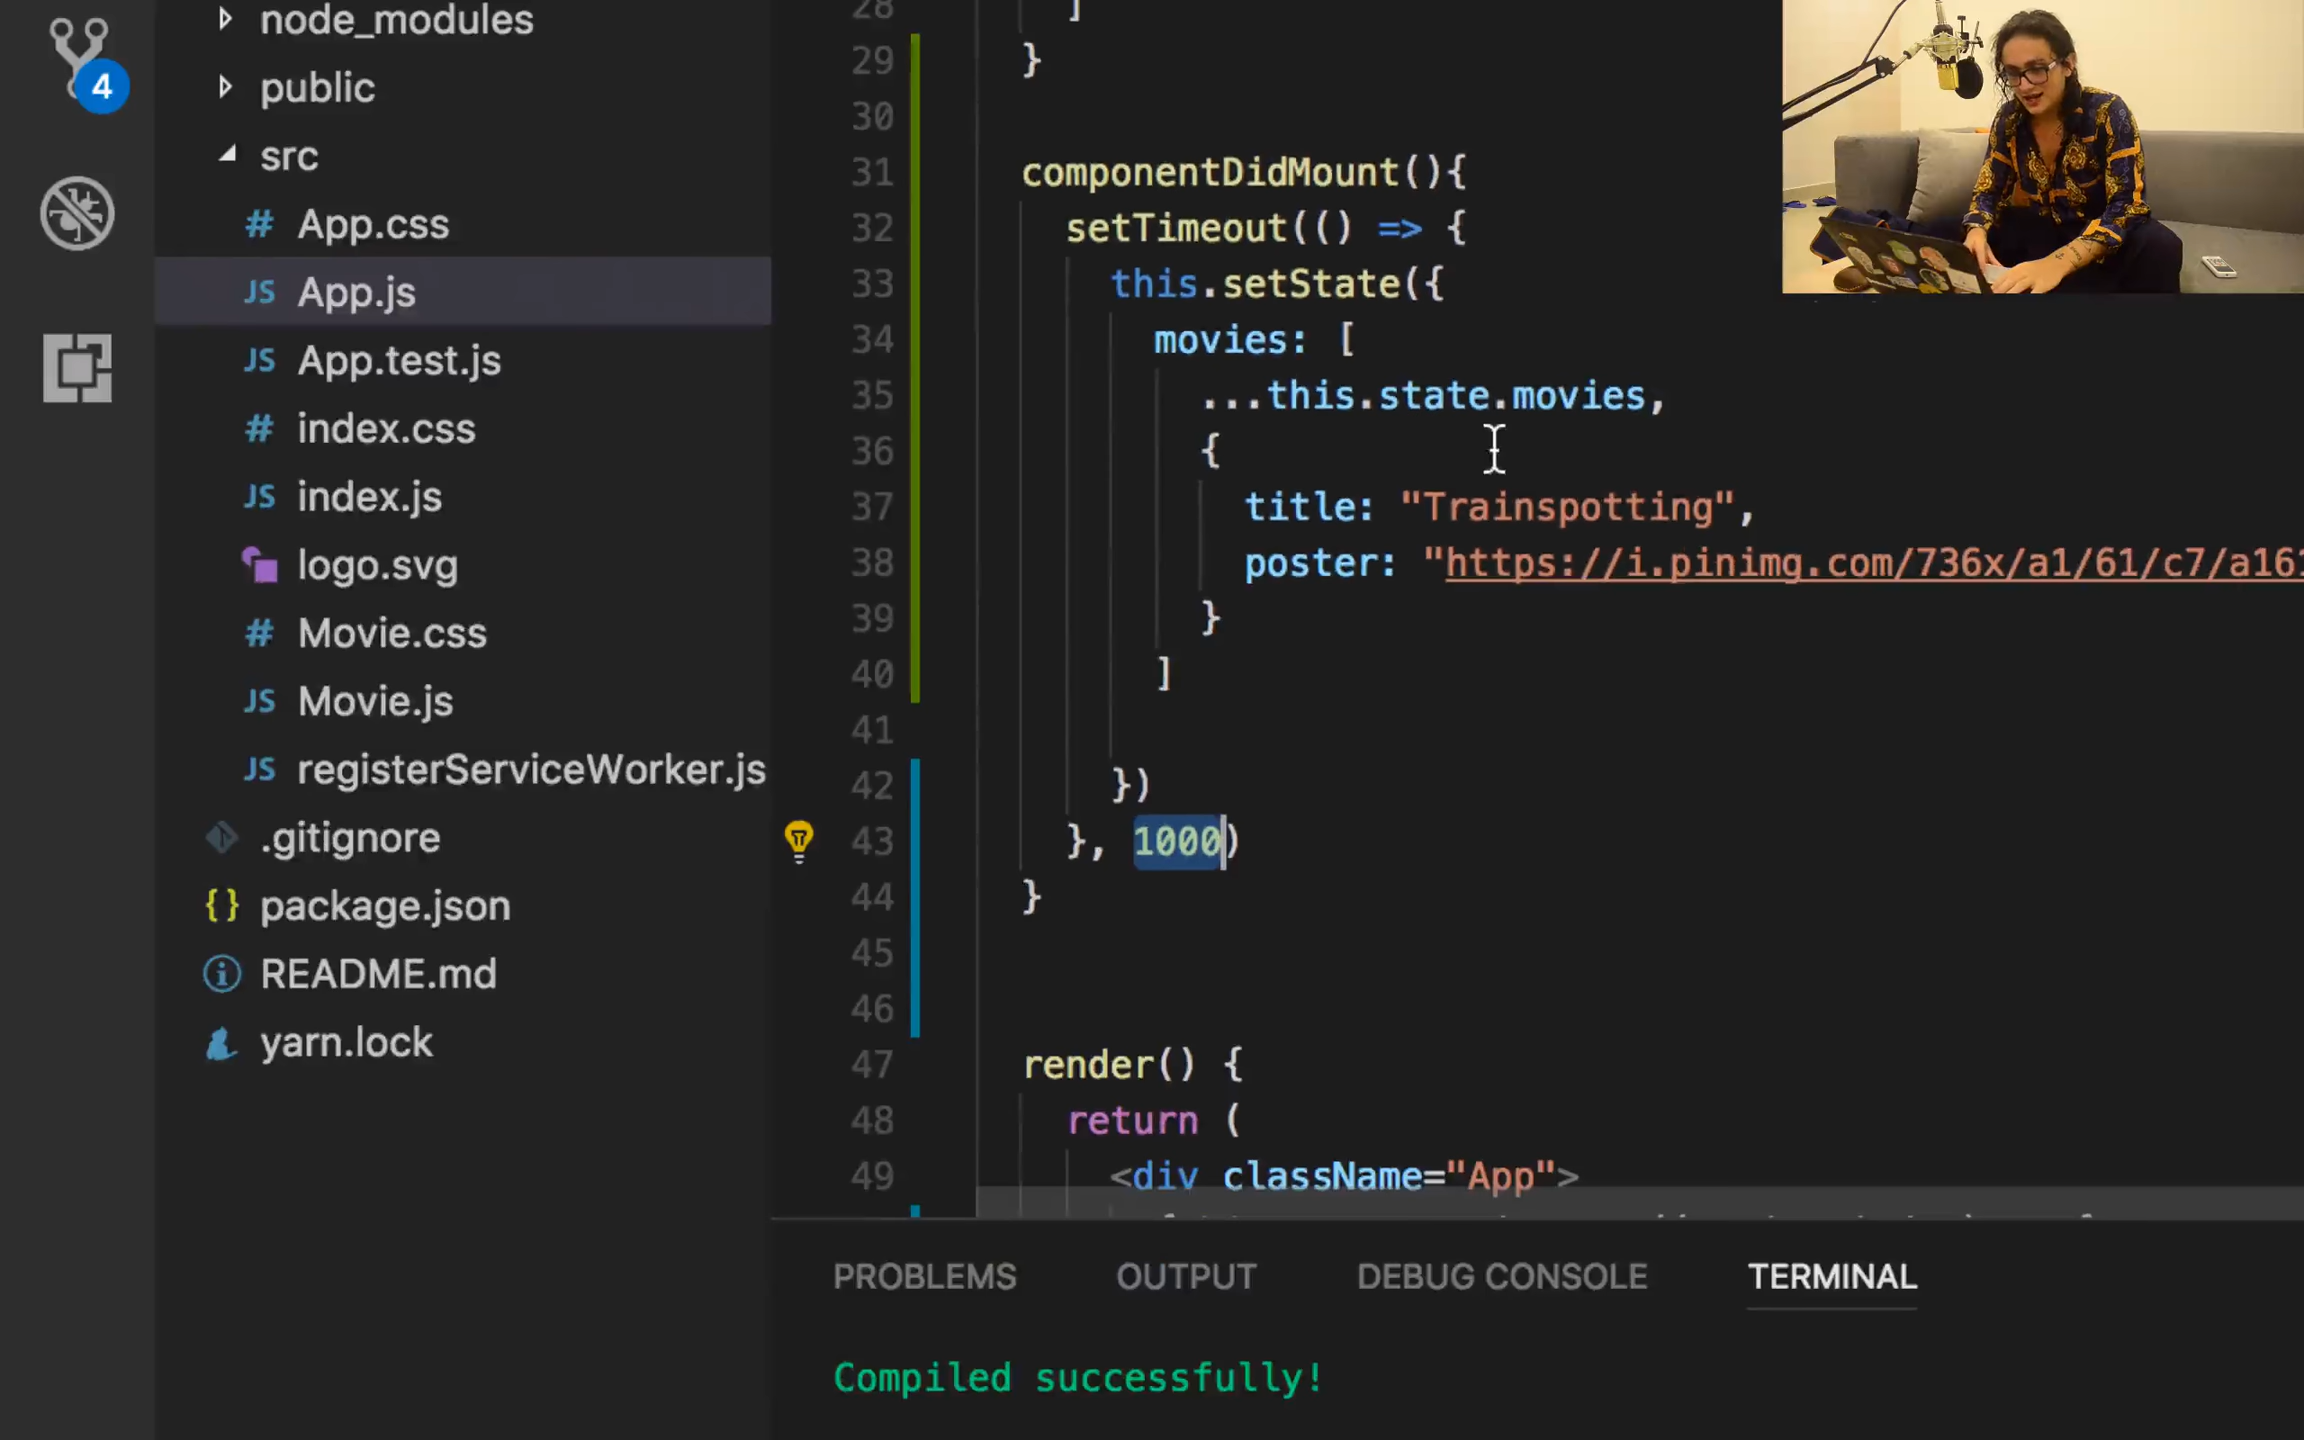 node_modules
public
src
App.css
App.js
App.test.js
index.css
index.js
logo.svg
Movie.css
Movie.js
registerServiceWorker.js
.gitignore
package.json
README.md
yarn.lock
4
28 ]
29 }
30
31 componentDidMount(){
32 setTimeout(() => {
33 this.setState({
34 movies: [
35 ...this.state.movies,
36 {
37 title: "Trainspotting",
38 poster: "https://i.pinimg.com/736x/a1/61/c7/a161
39 }
40 ]
41
42 })
43 }, 1000)
44 }
45
46
47 render() {
48 return (
49 <div className="App">
PROBLEMS OUTPUT DEBUG CONSOLE TERMINAL
Compiled successfully!